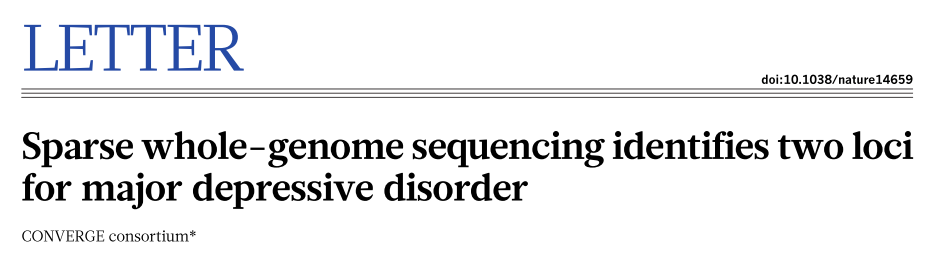 LETTER
doi:10.1038/nature14659
Sparse whole-genome sequencing identifies two loci
for major depressive disorder
CONVERGE consortium*